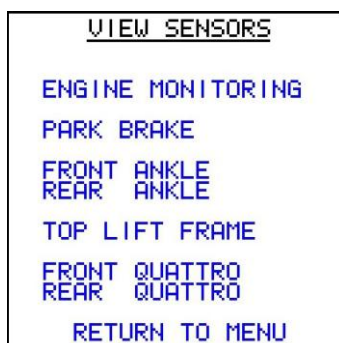 VIEW SENSORS
ENGINE MONITORING
PARK BRAKE
FRONT ANKLE
REAR ANKLE
TOP LIFT FRAME
FRONT QUATTRO
REAR QUATTRO
RETURN TO MENU